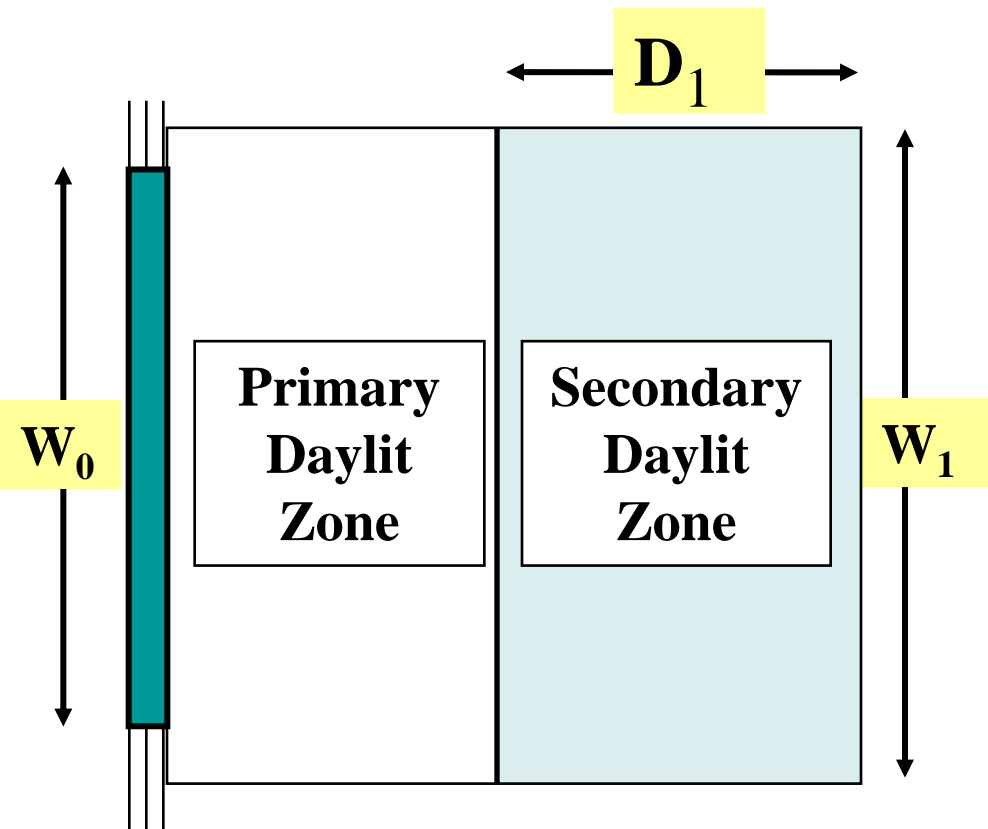 D₁
Primary
Daylit
Zone
Secondary
Daylit
Zone
W₀
W₁